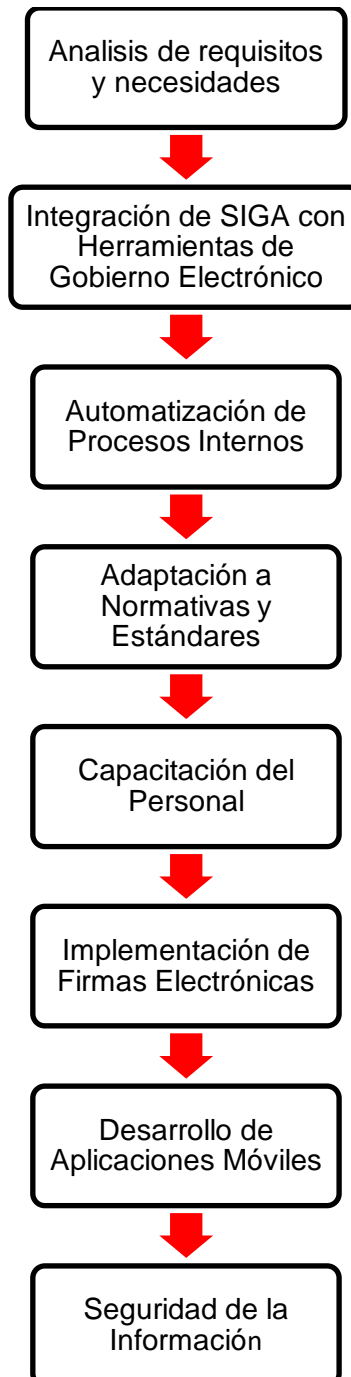 Analisis de requisitos
y necesidades
Integración de SIGA con
Herramientas de
Gobierno Electrónico
Automatización de
Procesos Internos
Adaptación a
Normativas y
Estándares
Capacitación del
Personal
Implementación de
Firmas Electrónicas
Desarrollo de
Aplicaciones Móviles
Seguridad de la
Información